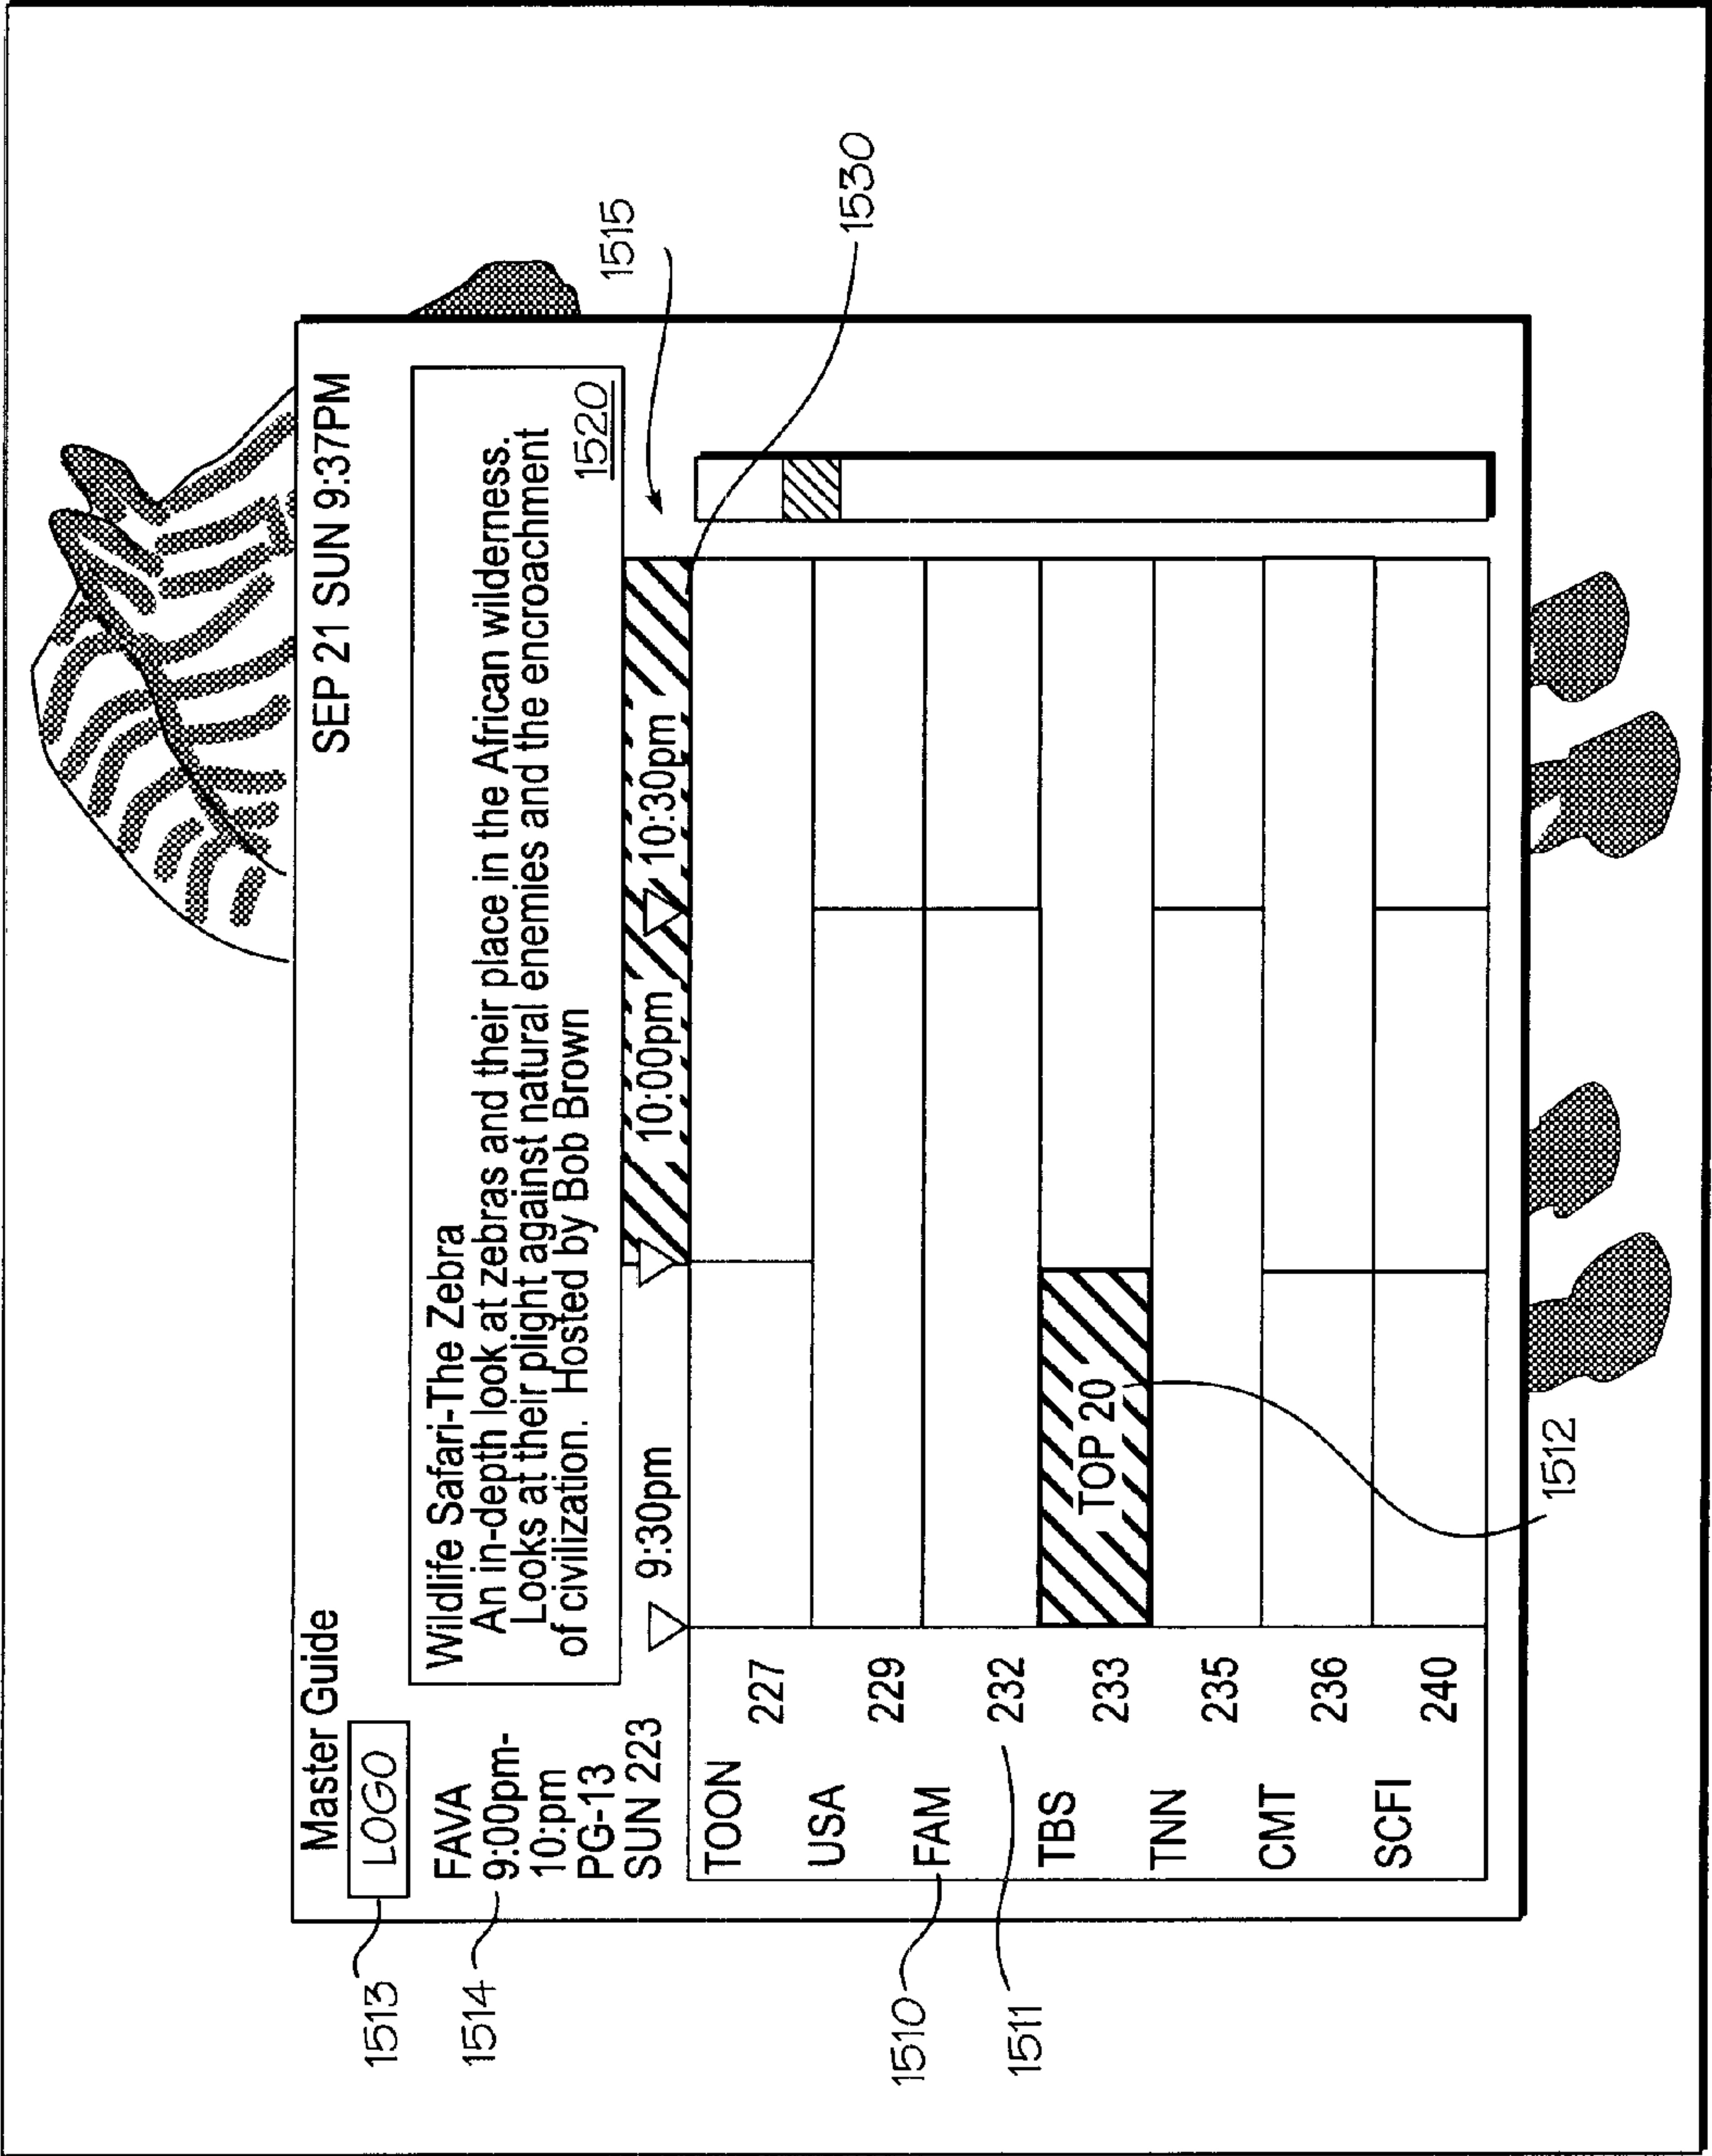 Master Guide
SEP 21 SUN 9:37PM
1513
LOGO
1514
FAVA
9:00pm-
10:pm
PG-13
SUN 223
Wildlife Safari-The Zebra
An in-depth look at zebras and their place in the African wilderness.
Looks at their plight against natural enemies and the encroachment
of civilization. Hosted by Bob Brown
1520
1515
9:30pm 10:00pm 10:30pm
1530
TOON 227
USA 229
1510
FAM 232
1511
TBS 233 TOP 20
TNN 235
CMT 236
SCFI 240
1512